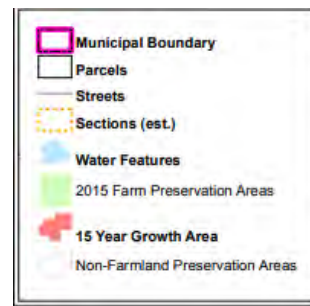 Municipal Boundary
Parcels
Streets
Sections (est.)
Water Features
2015 Farm Preservation Areas
15 Year Growth Area
Non-Farmland Preservation Areas